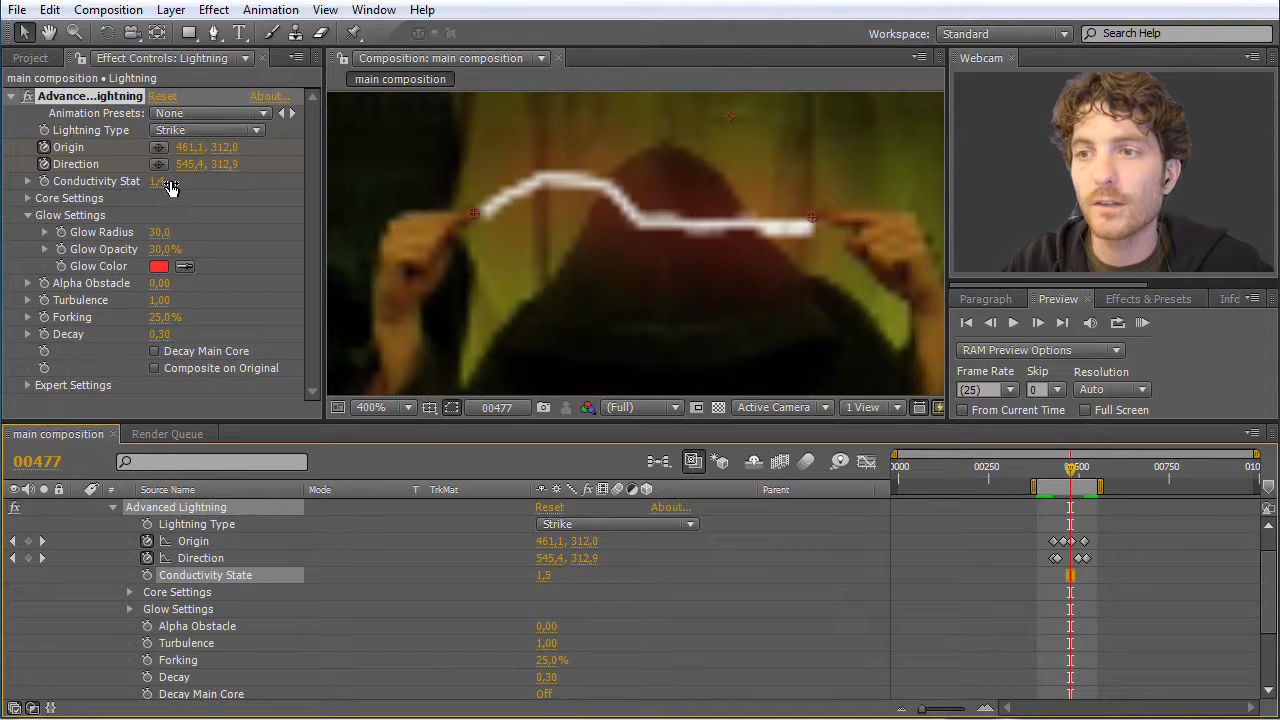 File Edit Composition Layer Effect Animation View Window Help
Workspace: Standard Search Help
Project Effect Controls: Lightning
main composition • Lightning
Advance...ightning Reset About...
Animation Presets: None
Lightning Type Strike
Origin 461,1, 312,0
Direction 545,4, 312,9
Conductivity Stat
Core Settings
Glow Settings
Glow Radius 30,0
Glow Opacity 30,0%
Glow Color
Alpha Obstacle 0,00
Turbulence 1,00
Forking 25,0%
Decay 0,30
Decay Main Core
Composite on Original
Expert Settings
Composition: main composition
main composition
400% 00477 (Full) Active Camera 1 View
Webcam
Paragraph Preview Effects & Presets Info
RAM Preview Options
Frame Rate Skip Resolution
(25) 0 Auto
From Current Time Full Screen
main composition Render Queue
00477
0000 00250 00500 00750 010
# Source Name Mode T TrkMat Parent
fx Advanced Lightning Reset About...
Lightning Type Strike
Origin 461,1, 312,0
Direction 545,4, 312,9
Conductivity State 1,5
Core Settings
Glow Settings
Alpha Obstacle 0,00
Turbulence 1,00
Forking 25,0%
Decay 0,30
Decay Main Core Off